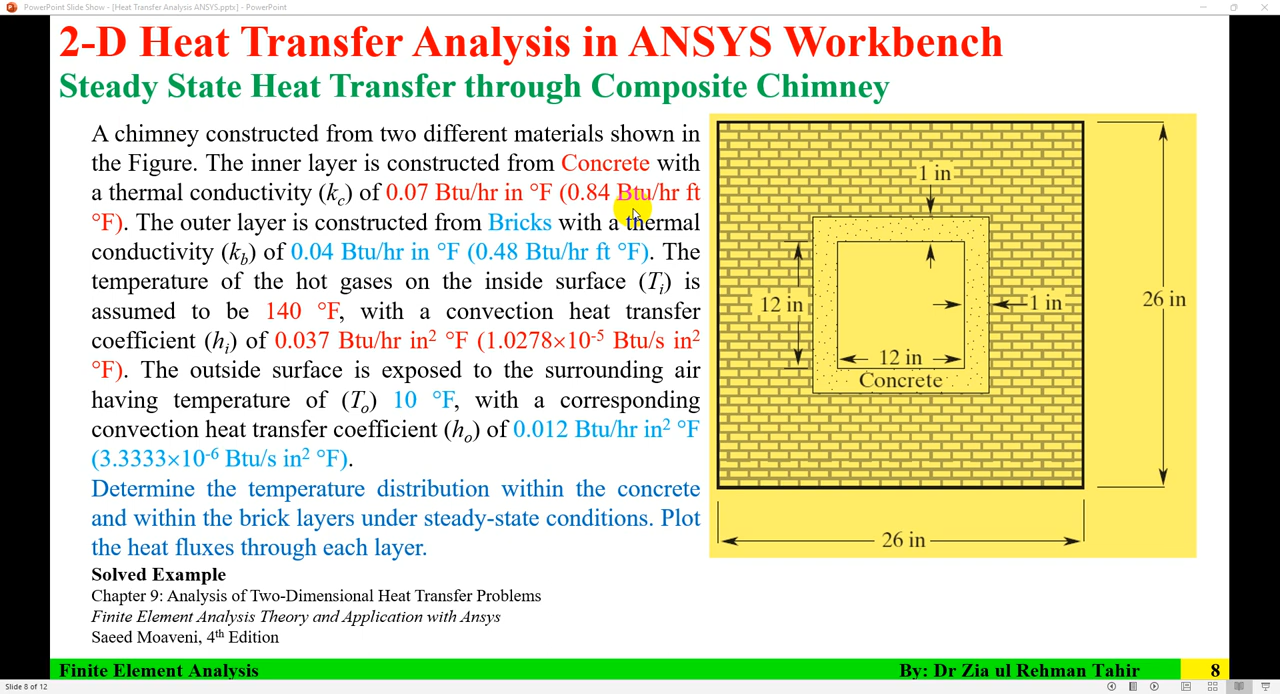 PowerPoint Slide Show - [Heat Transfer Analysis ANSYS.pptx] - PowerPoint
2-D Heat Transfer Analysis in ANSYS Workbench
Steady State Heat Transfer through Composite Chimney
A chimney constructed from two different materials shown in
the Figure. The inner layer is constructed from Concrete with
a thermal conductivity (kc) of 0.07 Btu/hr in °F (0.84 Btu/hr ft
°F). The outer layer is constructed from Bricks with a thermal
conductivity (kb) of 0.04 Btu/hr in °F (0.48 Btu/hr ft °F). The
temperature of the hot gases on the inside surface (Ti) is
assumed to be 140 °F, with a convection heat transfer
coefficient (hi) of 0.037 Btu/hr in² °F (1.0278×10⁻⁵ Btu/s in²
°F). The outside surface is exposed to the surrounding air
having temperature of (To) 10 °F, with a corresponding
convection heat transfer coefficient (ho) of 0.012 Btu/hr in² °F
(3.3333×10⁻⁶ Btu/s in² °F).
Determine the temperature distribution within the concrete
and within the brick layers under steady-state conditions. Plot
the heat fluxes through each layer.
Solved Example
Chapter 9: Analysis of Two-Dimensional Heat Transfer Problems
Finite Element Analysis Theory and Application with Ansys
Saeed Moaveni, 4th Edition
1 in
12 in
1 in
26 in
12 in
Concrete
26 in
Finite Element Analysis
By: Dr Zia ul Rehman Tahir
8
Slide 8 of 12